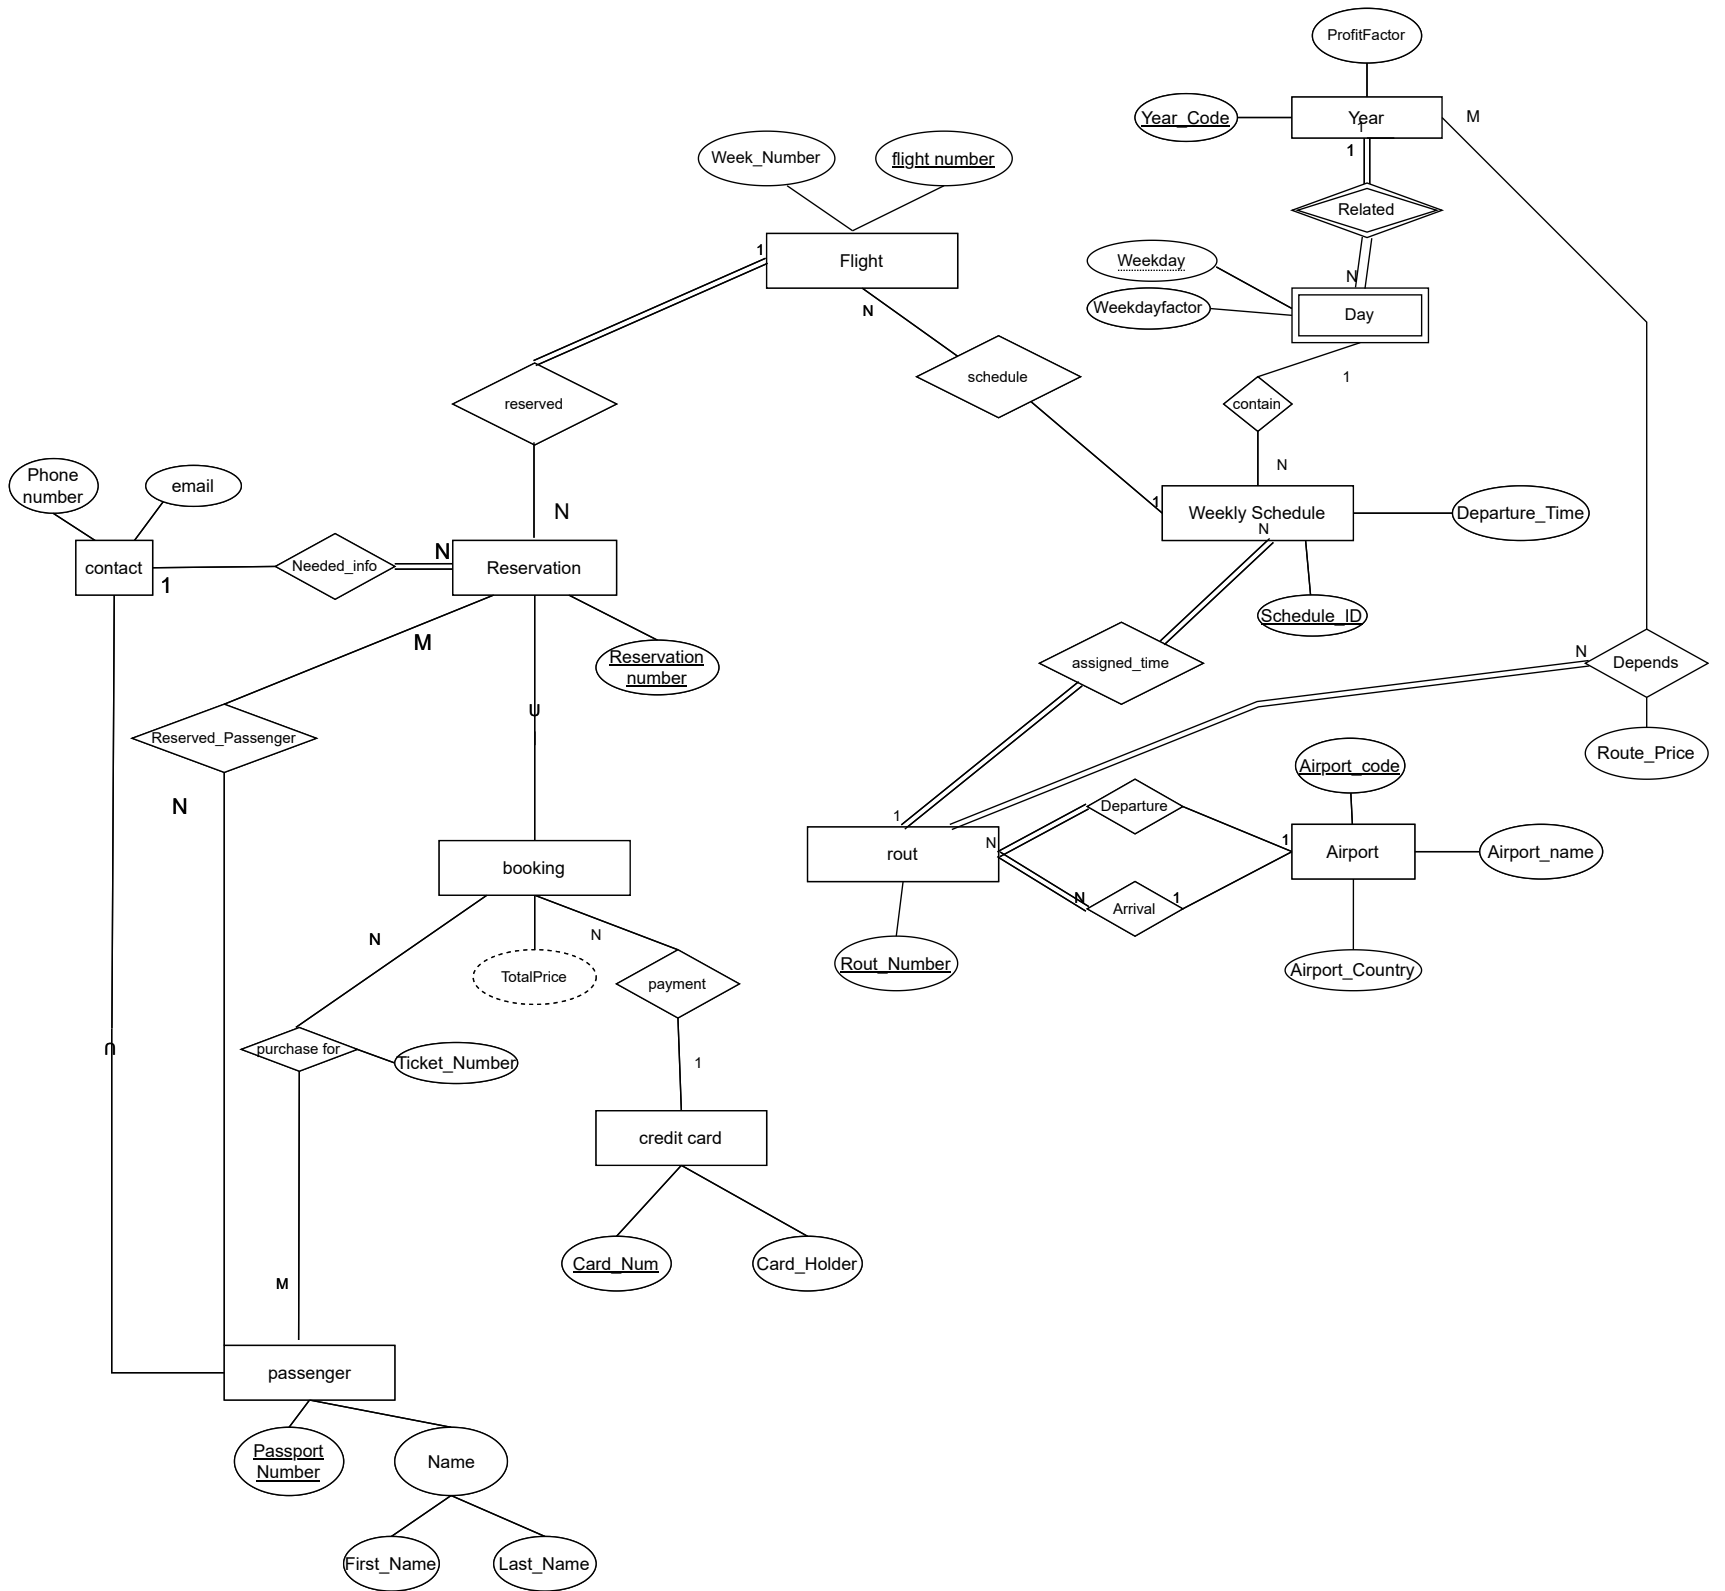 ProfitFactor
Year_Code
Year
M
1
1
Week_Number
flight number
Related
1
Flight
Weekday
N
N
Weekdayfactor
Day
schedule
1
reserved
contain
Phone
number
email
N
N
1
Weekly Schedule
Departure_Time
N
N
contact
1
Needed_info
Reservation
Schedule_ID
M
Reservation
number
assigned_time
N
Depends
U
Reserved_Passenger
Route_Price
Airport_code
N
1
Departure
N
1
booking
rout
Airport
Airport_name
N
1
Arrival
N
N
Rout_Number
Airport_Country
TotalPrice
payment
U
purchase for
Ticket_Number
1
credit card
Card_Num
Card_Holder
M
passenger
Passport
Number
Name
First_Name
Last_Name